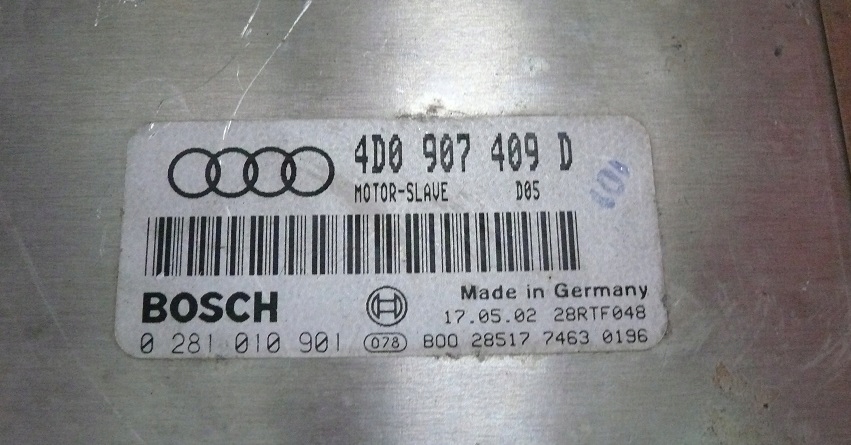 4D0 907 409 D
MOTOR-SLAVE D05
BOSCH
Made in Germany
17.05.02 28RTF048
0 281 010 901 078 B00 28517 7463 0196